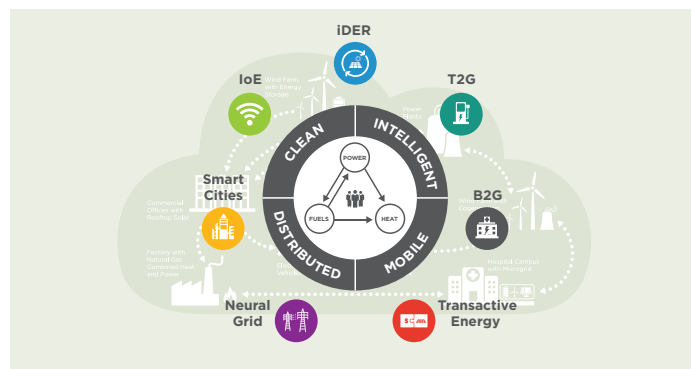 iDER
IoE
T2G
Wind Farm
with Energy
Storage
Power
Plants
CLEAN
INTELLIGENT
POWER
Smart
Cities
B2G
Commercial
Offices with
Rooftop Solar
FUELS
HEAT
DISTRIBUTED
MOBILE
Factory with
Natural Gas
Combined Heat
and Power
Hospital Campus
with Microgrid
Neural
Grid
Transactive
Energy